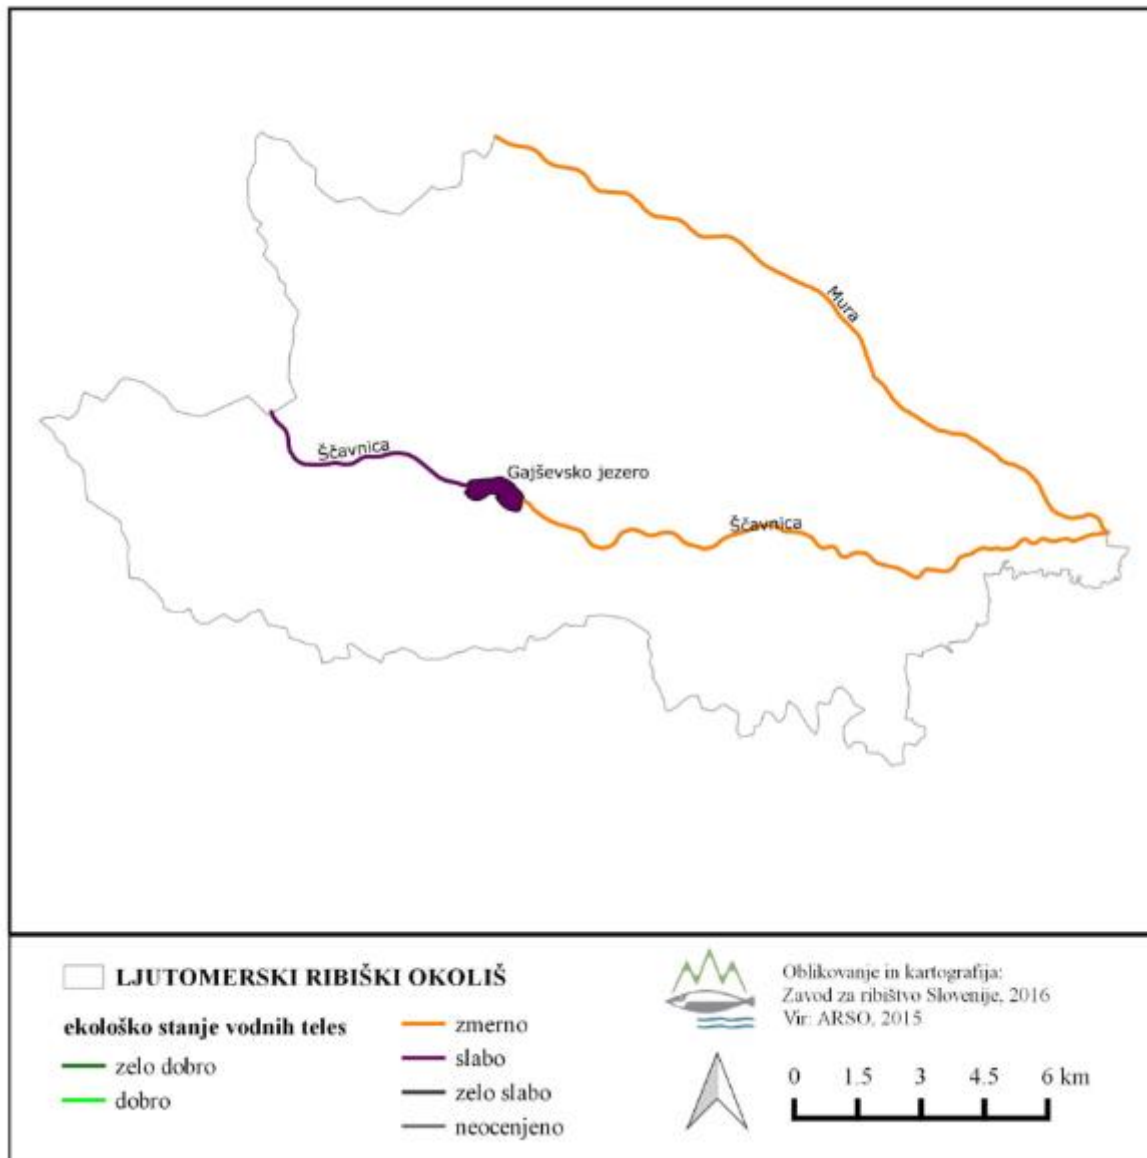 Mura
Ščavnica
Gajševsko jezero
Ščavnica
LJUTOMERSKI RIBIŠKI OKOLIŠ
ekološko stanje vodnih teles
zelo dobro
dobro
zmerno
slabo
zelo slabo
neocenjeno
Oblikovanje in kartografija:
Zavod za ribištvo Slovenije, 2016
Vir: ARSO, 2015
0 1.5 3 4.5 6 km